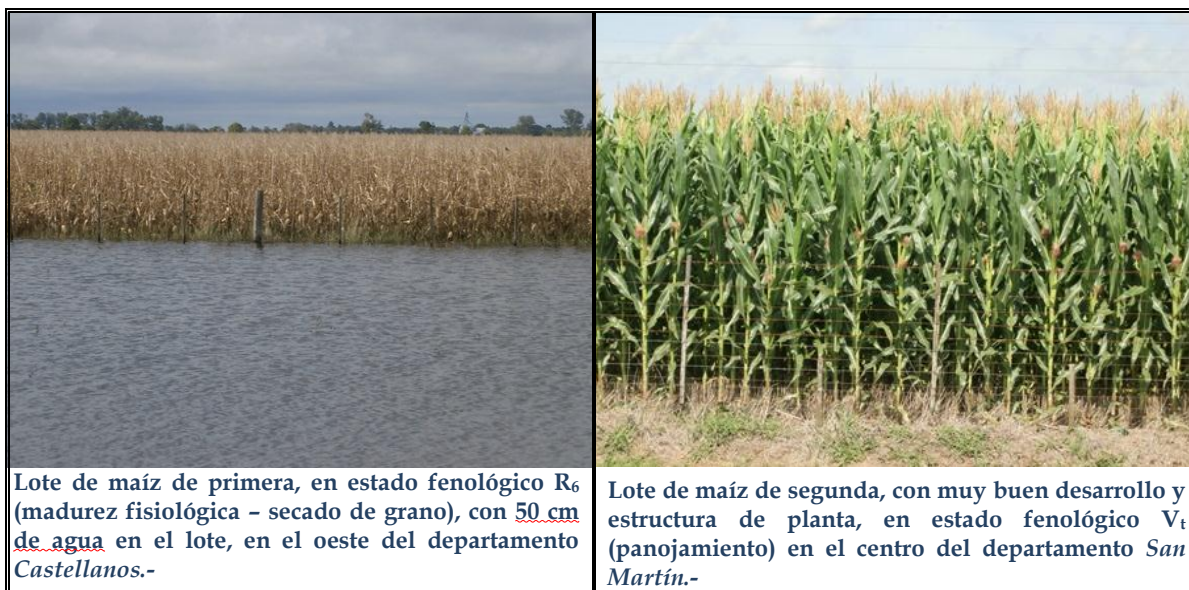 Lote de maíz de primera, en estado fenológico R₆
(madurez fisiológica – secado de grano), con 50 cm
de agua en el lote, en el oeste del departamento
Castellanos.-
Lote de maíz de segunda, con muy buen desarrollo y
estructura de planta, en estado fenológico Vₜ
(panojamiento) en el centro del departamento San
Martín.-